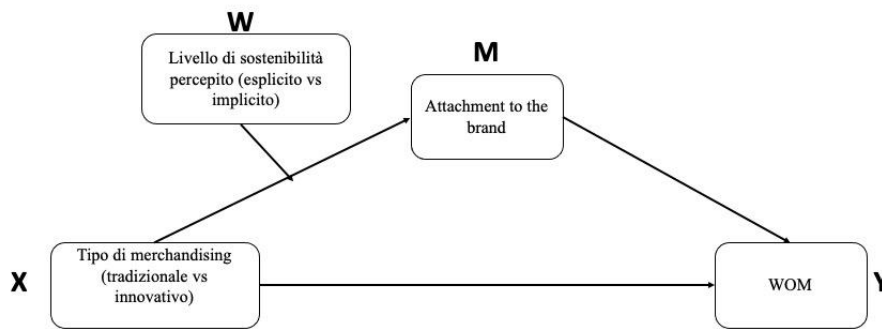 W
Livello di sostenibilità
percepito (esplicito vs
implicito)
M
Attachment to the
brand
X
Tipo di merchandising
(tradizionale vs
innovativo)
WOM
Y